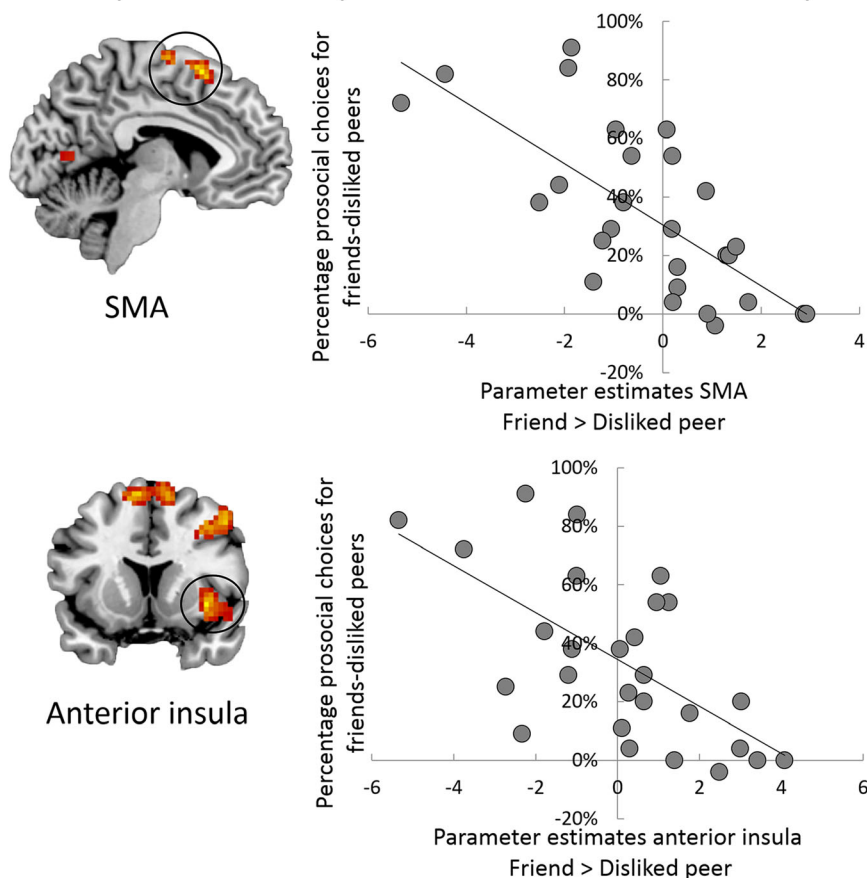 SMA
Percentage prosocial choices for
friends-disliked peers
100%
80%
60%
40%
20%
0%
-20%
-6
-4
-2
0
2
4
Parameter estimates SMA
Friend > Disliked peer
Anterior insula
Percentage prosocial choices for
friends-disliked peers
100%
80%
60%
40%
20%
0%
-20%
-6
-4
-2
0
2
4
6
Parameter estimates anterior insula
Friend > Disliked peer